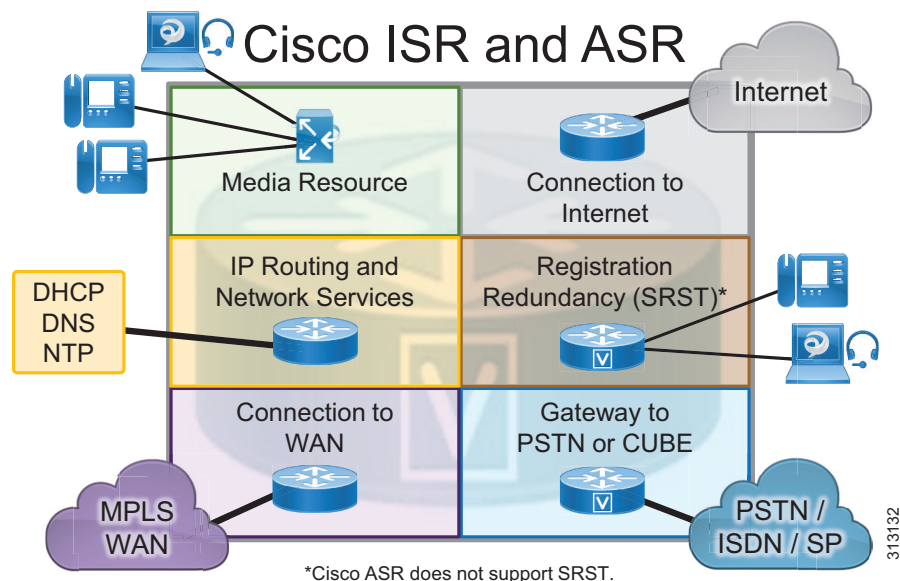 Cisco ISR and ASR
Internet
Media Resource
Connection to
Internet
IP Routing and
Network Services
Registration
Redundancy (SRST)*
DHCP
DNS
NTP
V
V
Connection to
WAN
Gateway to
PSTN or CUBE
V
MPLS
WAN
PSTN /
ISDN / SP
313132
*Cisco ASR does not support SRST.